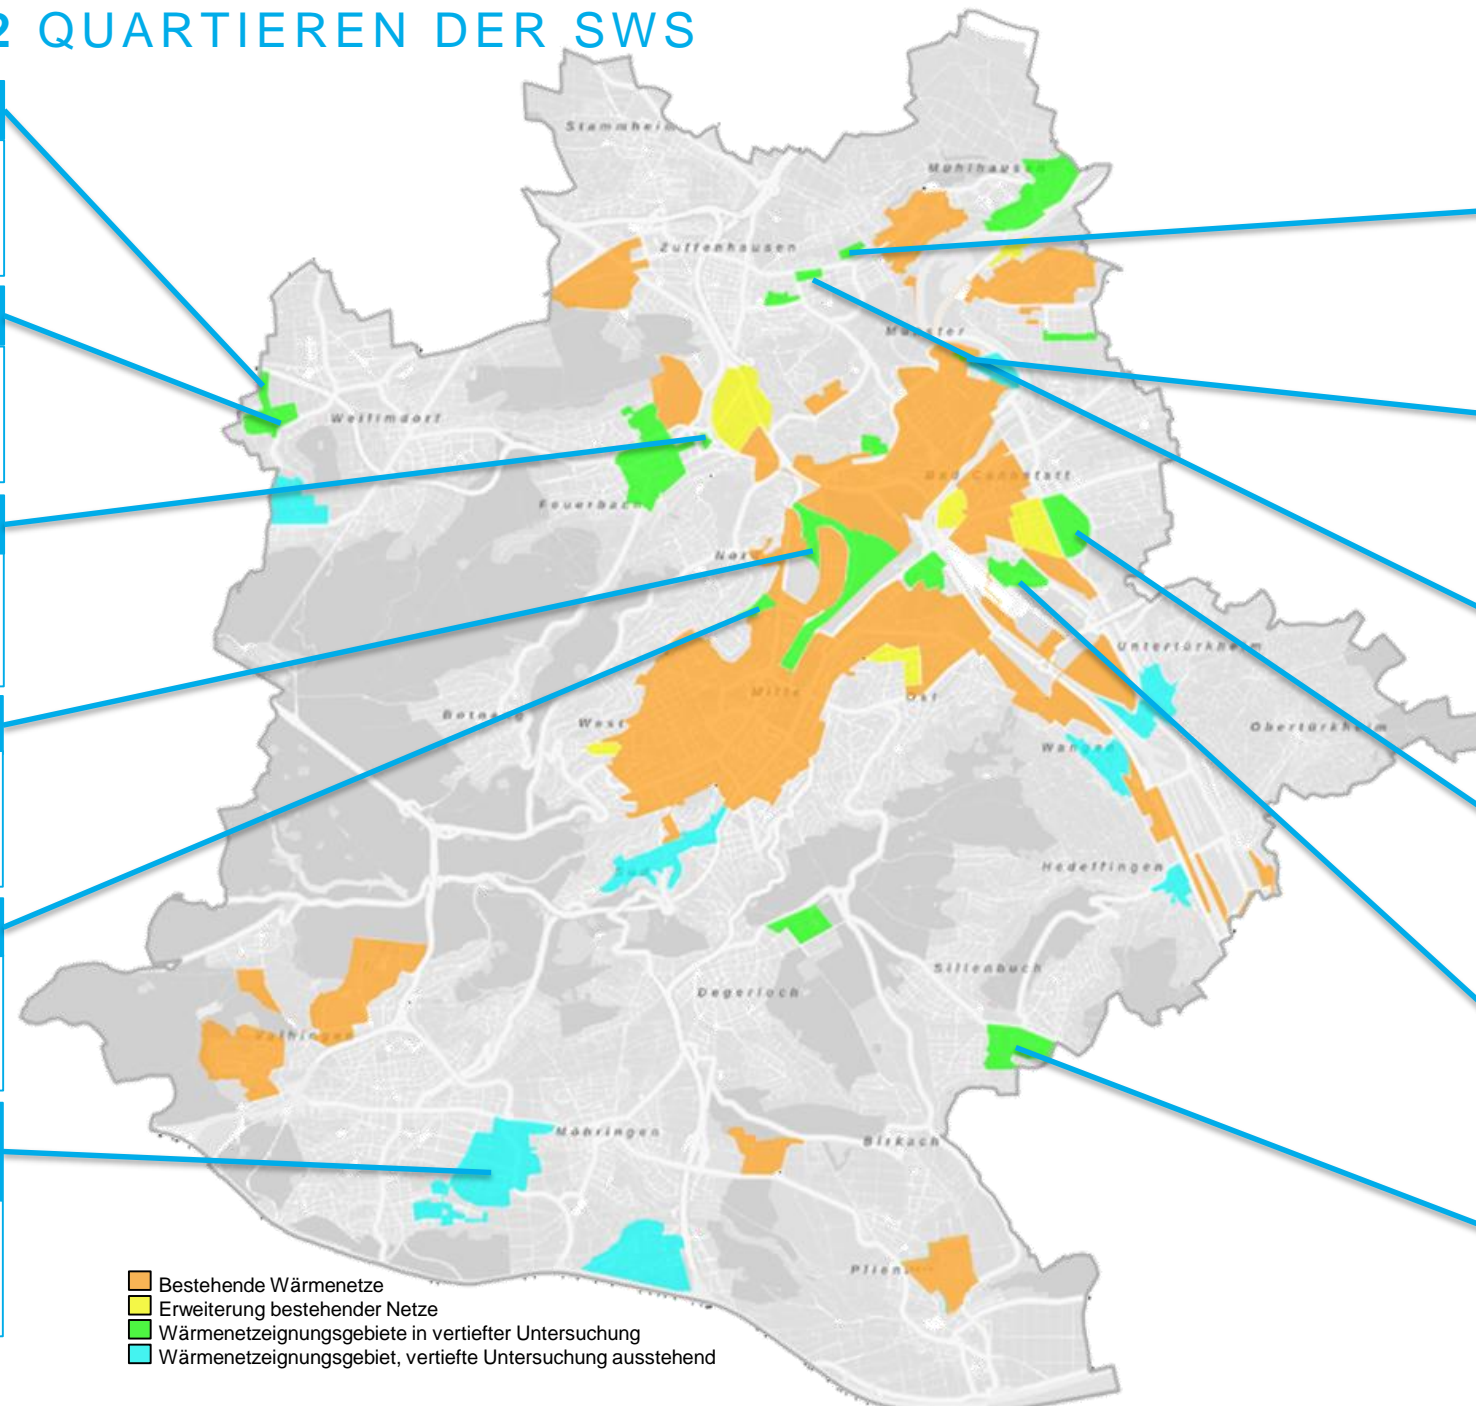 2 QUARTIEREN DER SWS
Stammheim
Mühlhausen
Zuffenhausen
Münster
Weilimdorf
Bad Cannstatt
Feuerbach
Nord
Untertürkheim
Mitte
Ost
Botnang
West
Obertürkheim
Wangen
Hedelfingen
Süd
Sillenbuch
Degerloch
Vaihingen
Möhringen
Birkach
Plieningen
Bestehende Wärmenetze
Erweiterung bestehender Netze
Wärmenetzeignungsgebiete in vertiefter Untersuchung
Wärmenetzeignungsgebiet, vertiefte Untersuchung ausstehend